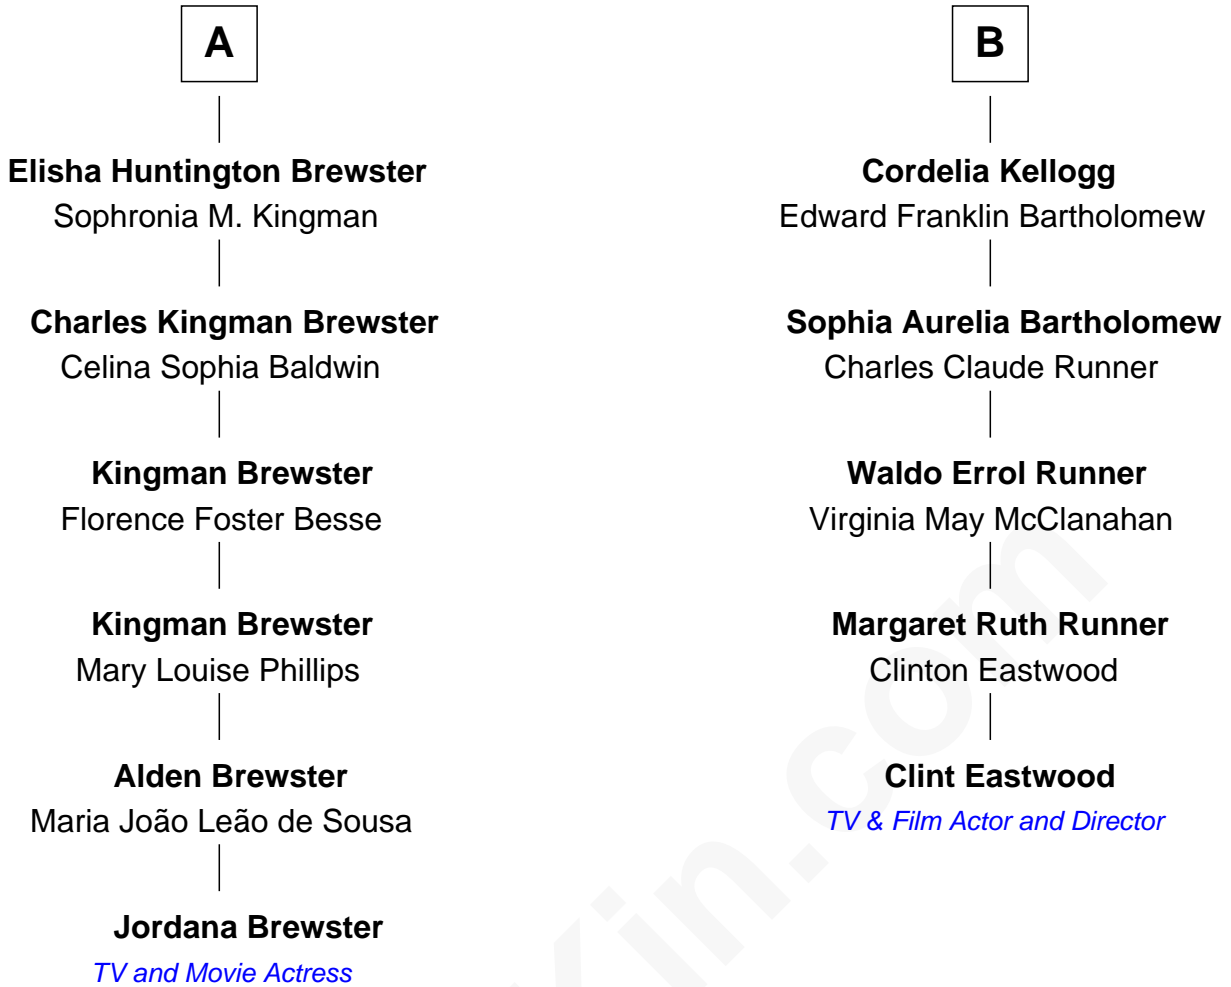 A
Elisha Huntington Brewster
Sophronia M. Kingman
Charles Kingman Brewster
Celina Sophia Baldwin
Kingman Brewster
Florence Foster Besse
Kingman Brewster
Mary Louise Phillips
Alden Brewster
Maria João Leão de Sousa
Jordana Brewster
TV and Movie Actress
B
Cordelia Kellogg
Edward Franklin Bartholomew
Sophia Aurelia Bartholomew
Charles Claude Runner
Waldo Errol Runner
Virginia May McClanahan
Margaret Ruth Runner
Clinton Eastwood
Clint Eastwood
TV & Film Actor and Director
Kin.com